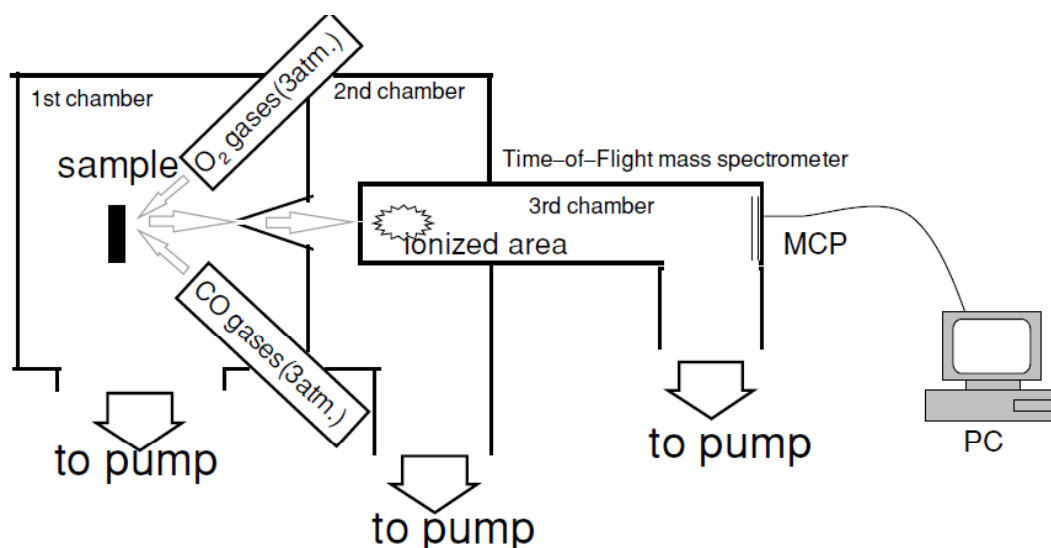 1st chamber
O₂ gases(3atm.)
2nd chamber
sample
Time–of–Flight mass spectrometer
3rd chamber
ionized area
MCP
CO gases(3atm.)
to pump
to pump
to pump
PC